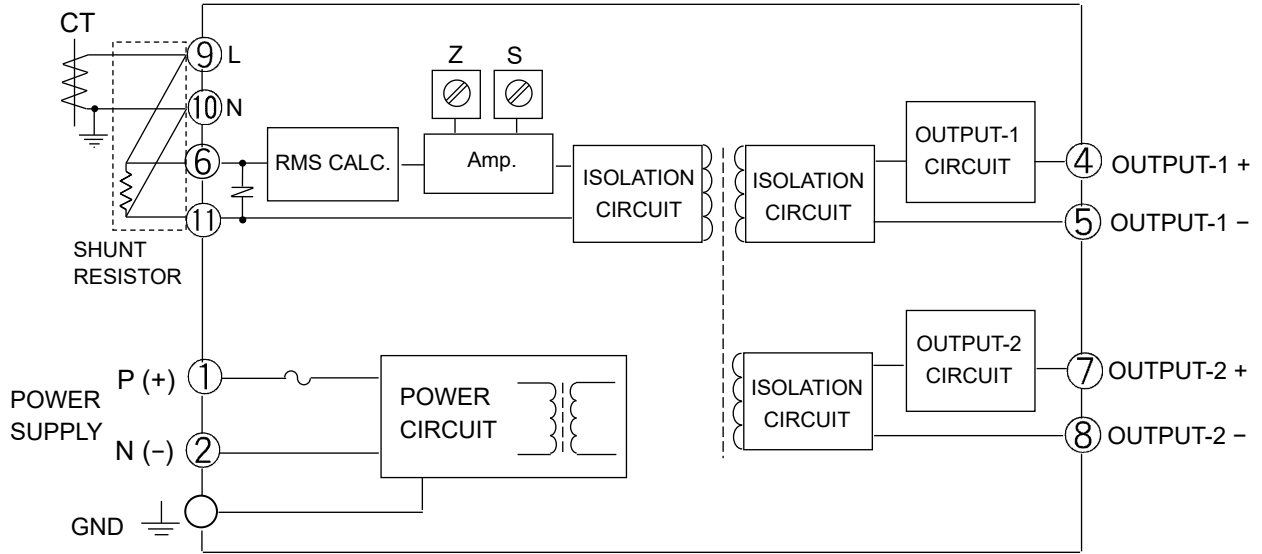 CT
9 L
10 N
6
11
SHUNT
RESISTOR
RMS CALC.
Z
S
Amp.
ISOLATION
CIRCUIT
ISOLATION
CIRCUIT
OUTPUT-1
CIRCUIT
4 OUTPUT-1 +
5 OUTPUT-1 −
POWER
SUPPLY
P (+) 1
N (−) 2
GND
POWER
CIRCUIT
ISOLATION
CIRCUIT
OUTPUT-2
CIRCUIT
7 OUTPUT-2 +
8 OUTPUT-2 −